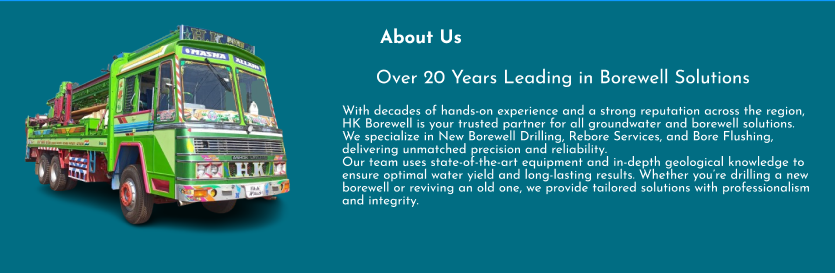 HK
MASHA
ALLAH
HK
About Us
Over 20 Years Leading in Borewell Solutions
With decades of hands-on experience and a strong reputation across the region,
HK Borewell is your trusted partner for all groundwater and borewell solutions.
We specialize in New Borewell Drilling, Rebore Services, and Bore Flushing,
delivering unmatched precision and reliability.
Our team uses state-of-the-art equipment and in-depth geological knowledge to
ensure optimal water yield and long-lasting results. Whether you’re drilling a new
borewell or reviving an old one, we provide tailored solutions with professionalism
and integrity.